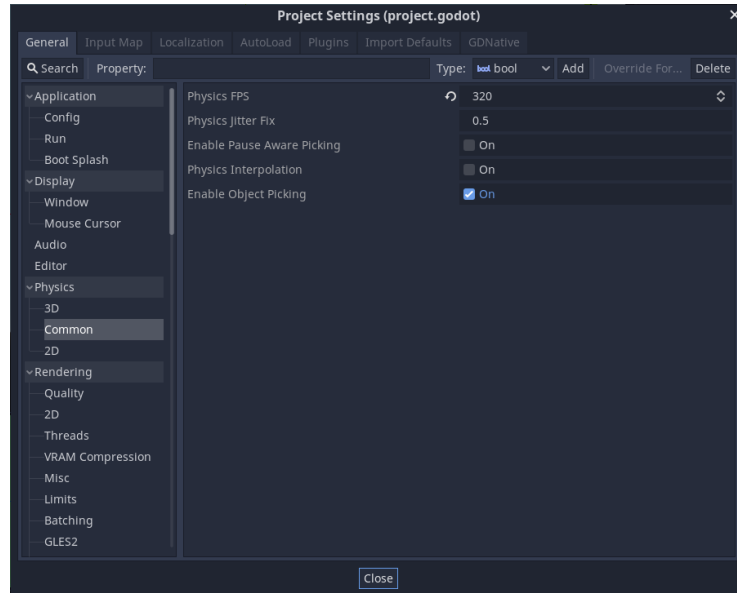 Project Settings (project.godot)
General Input Map Localization AutoLoad Plugins Import Defaults GDNative
Search Property: Type: bool bool Add Override For... Delete
Application
Config
Run
Boot Splash
Display
Window
Mouse Cursor
Audio
Editor
Physics
3D
Common
2D
Rendering
Quality
2D
Threads
VRAM Compression
Misc
Limits
Batching
GLES2
Physics FPS 320
Physics Jitter Fix 0.5
Enable Pause Aware Picking On
Physics Interpolation On
Enable Object Picking On
Close